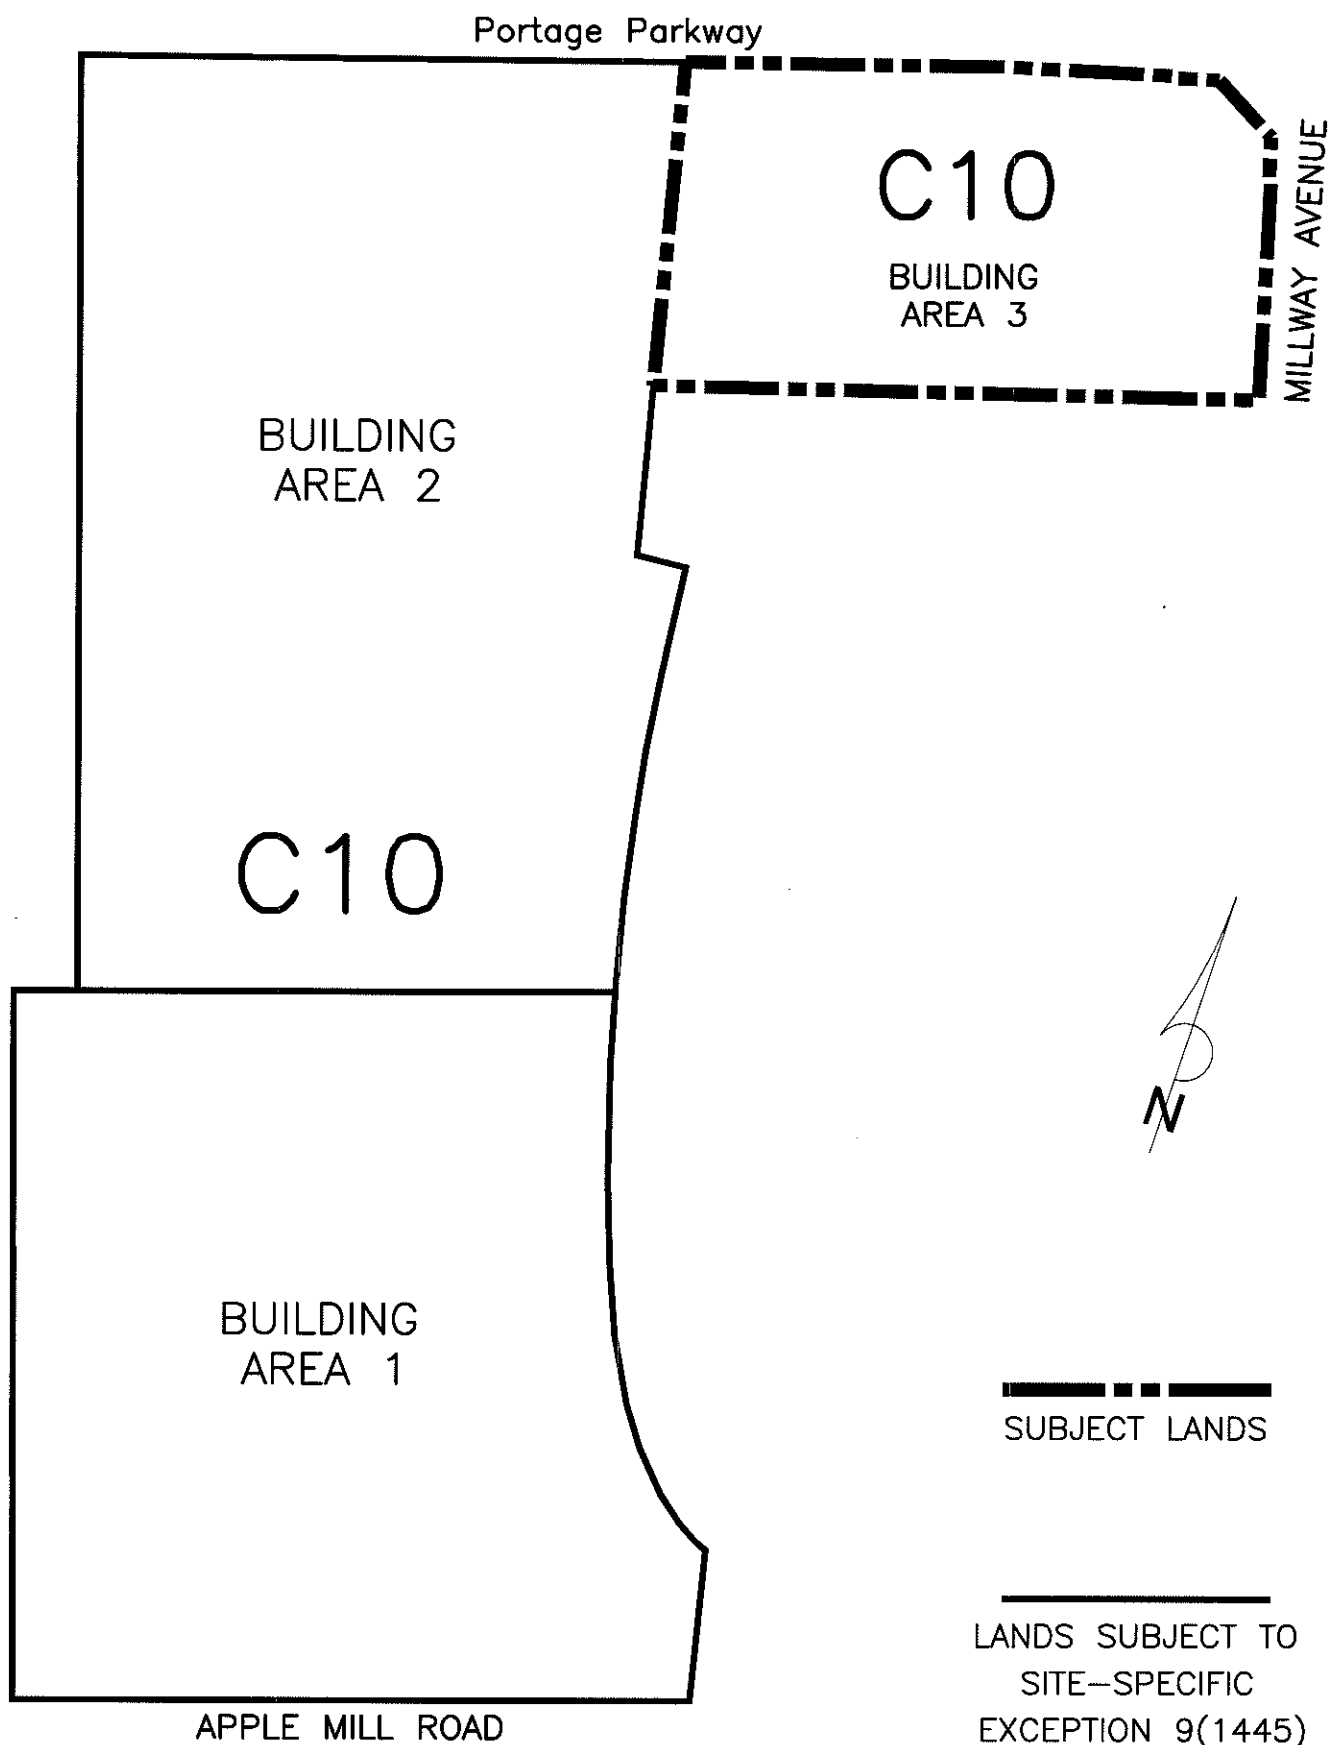 Portage Parkway
C10
BUILDING
AREA 3
MILLWAY AVENUE
BUILDING
AREA 2
C10
N
BUILDING
AREA 1
SUBJECT LANDS
LANDS SUBJECT TO
SITE-SPECIFIC
EXCEPTION 9(1445)
APPLE MILL ROAD